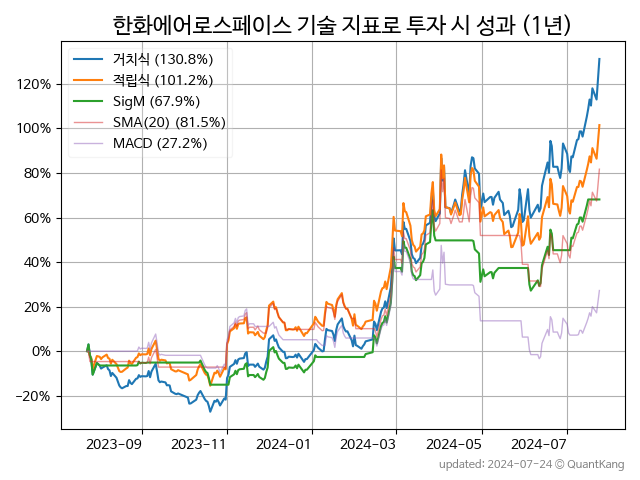 한화에어로스페이스 기술 지표로 투자 시 성과 (1년)
거치식 (130.8%)
적립식 (101.2%)
SigM (67.9%)
SMA(20) (81.5%)
MACD (27.2%)
120%
100%
80%
60%
40%
20%
0%
−20%
2023-09
2023-11
2024-01
2024-03
2024-05
2024-07
updated: 2024-07-24 © QuantKang